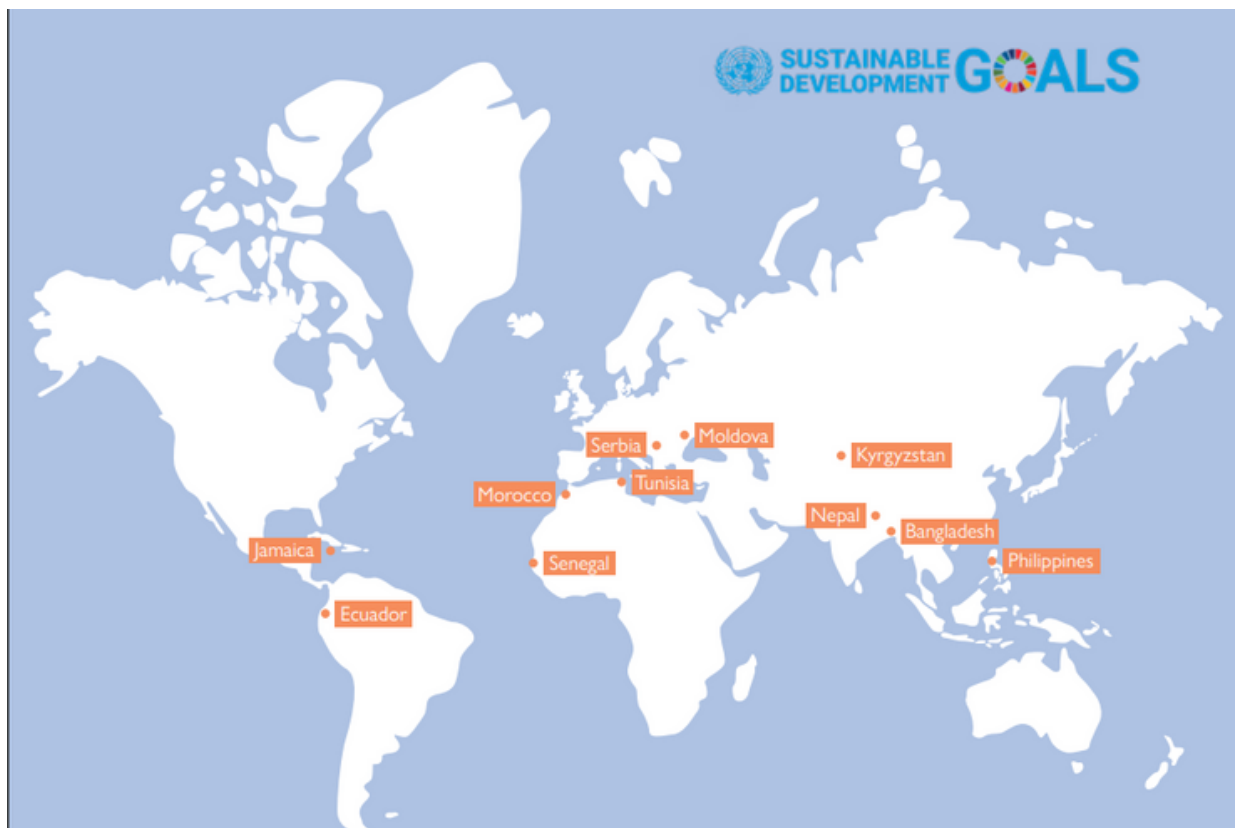 SUSTAINABLE
DEVELOPMENT
GOALS
Serbia
Moldova
Kyrgyzstan
Morocco
Tunisia
Nepal
Bangladesh
Jamaica
Senegal
Philippines
Ecuador